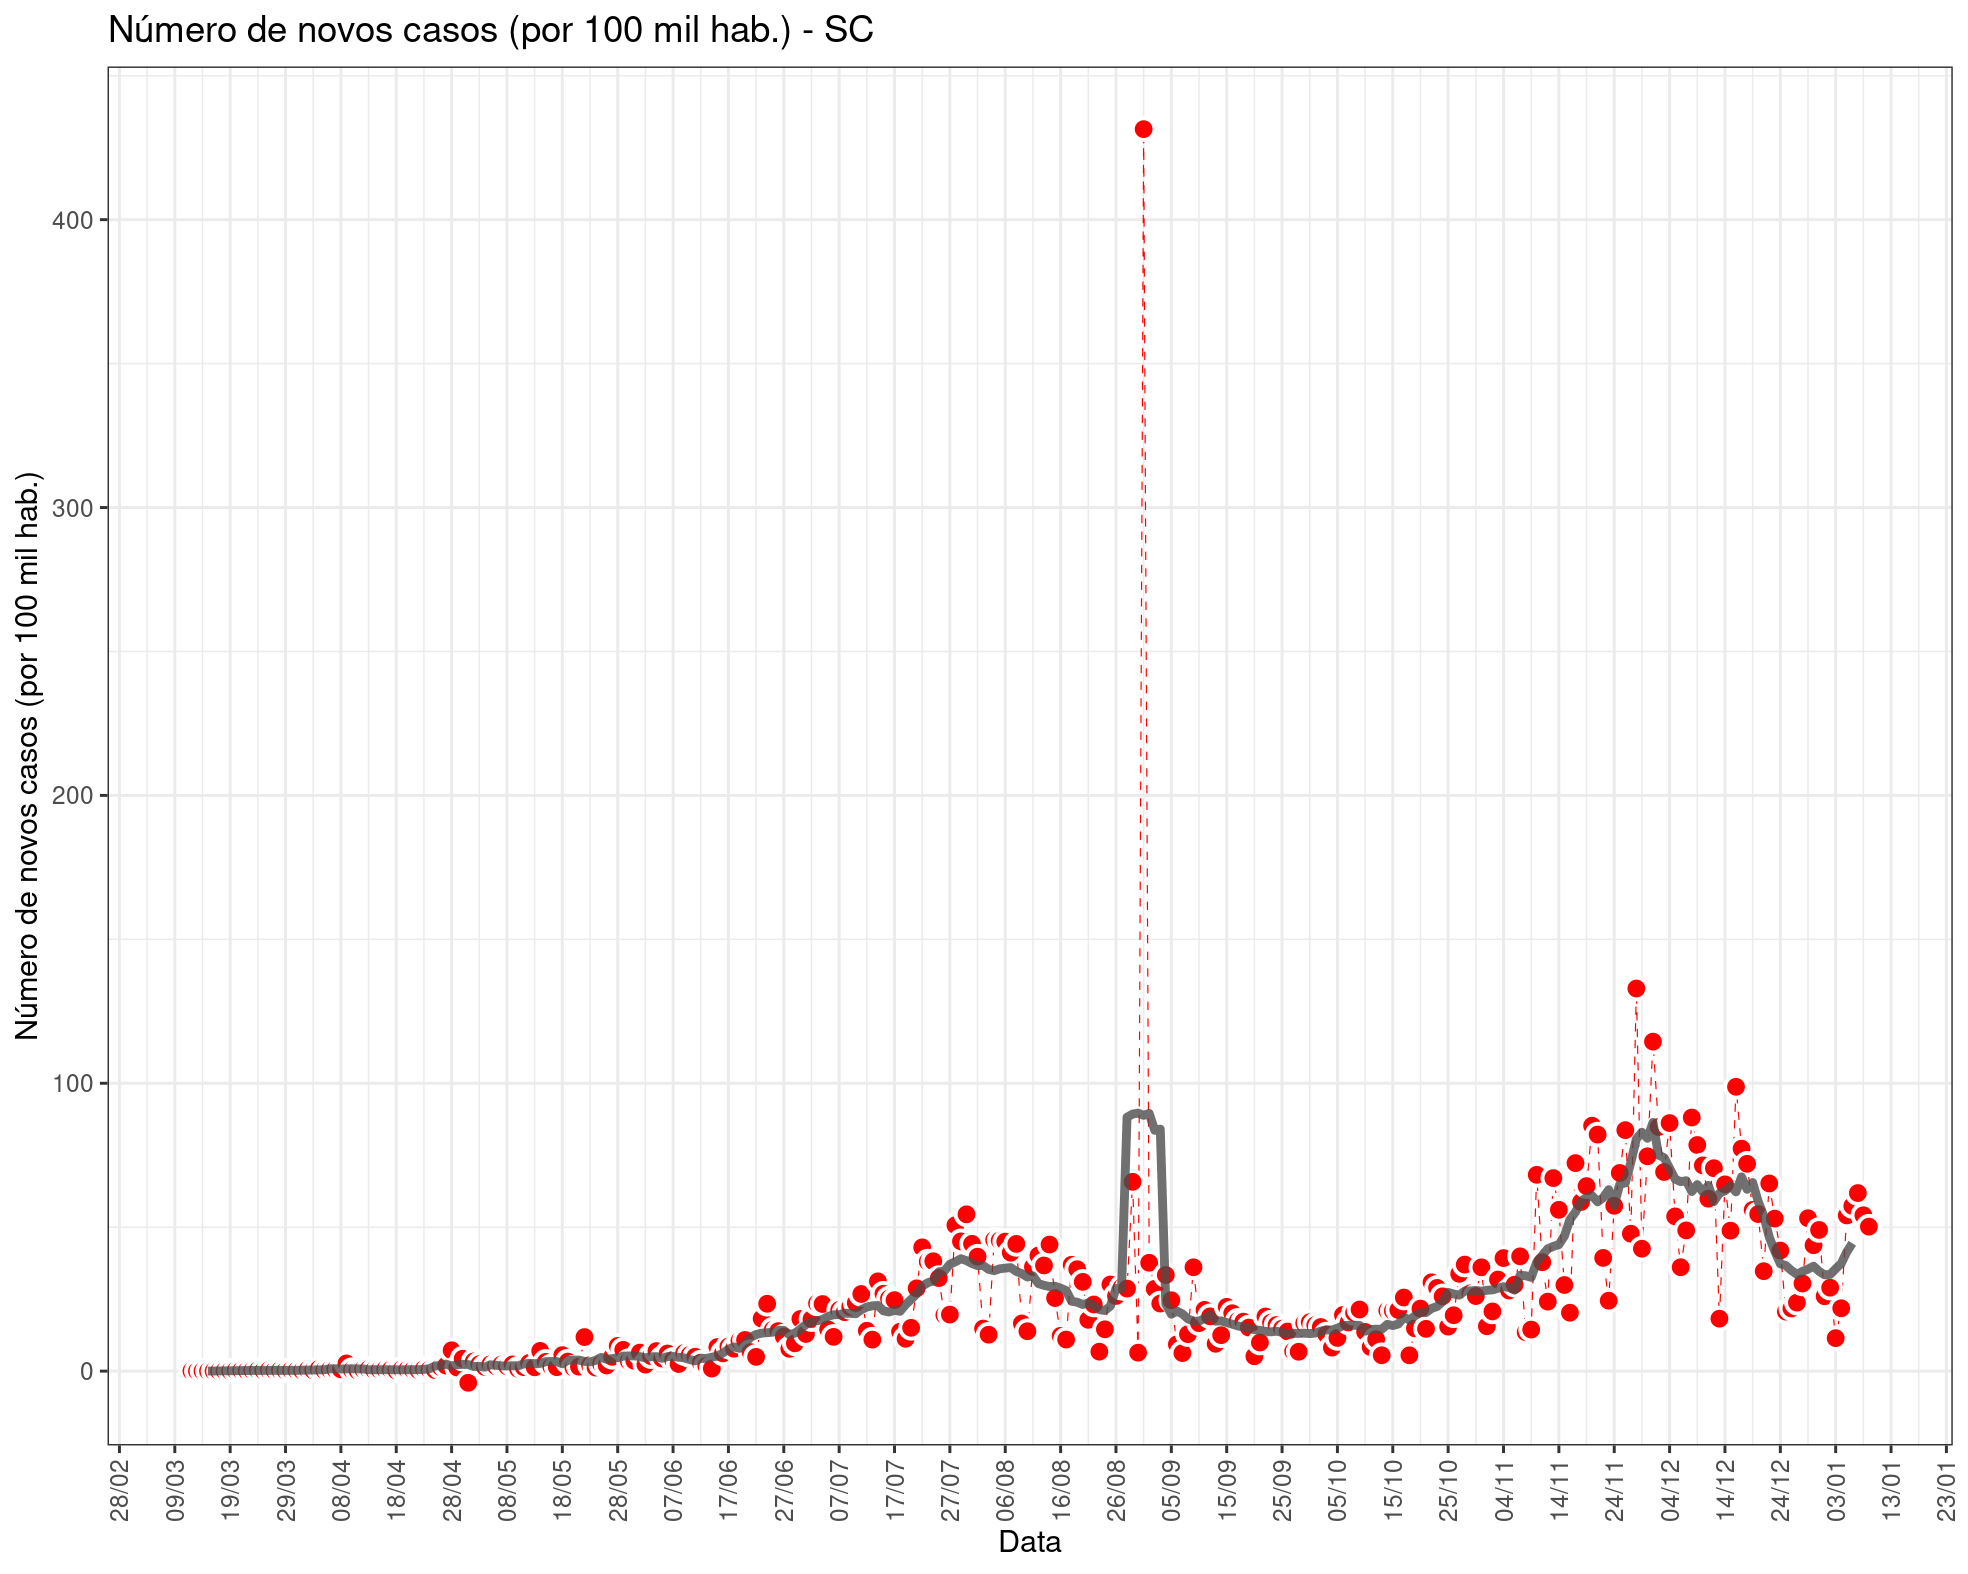 Número de novos casos (por 100 mil hab.) - SC
Número de novos casos (por 100 mil hab.)
400
300
200
100
0
28/02 09/03 19/03 29/03 08/04 18/04 28/04 08/05 18/05 28/05 07/06 17/06 27/06 07/07 17/07 27/07 06/08 16/08 26/08 05/09 15/09 25/09 05/10 15/10 25/10 04/11 14/11 24/11 04/12 14/12 24/12 03/01 13/01 23/01
Data